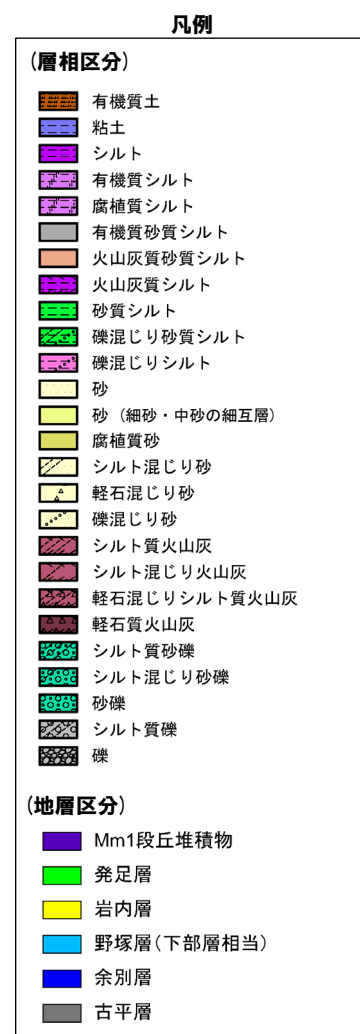 凡例
(層相区分)
有機質土
粘土
シルト
有機質シルト
腐植質シルト
有機質砂質シルト
火山灰質砂質シルト
火山灰質シルト
砂質シルト
礫混じり砂質シルト
礫混じりシルト
砂
砂（細砂・中砂の細互層）
腐植質砂
シルト混じり砂
軽石混じり砂
礫混じり砂
シルト質火山灰
シルト混じり火山灰
軽石混じりシルト質火山灰
軽石質火山灰
シルト質砂礫
シルト混じり砂礫
砂礫
シルト質礫
礫
(地層区分)
Mm1段丘堆積物
発足層
岩内層
野塚層(下部層相当)
余別層
古平層